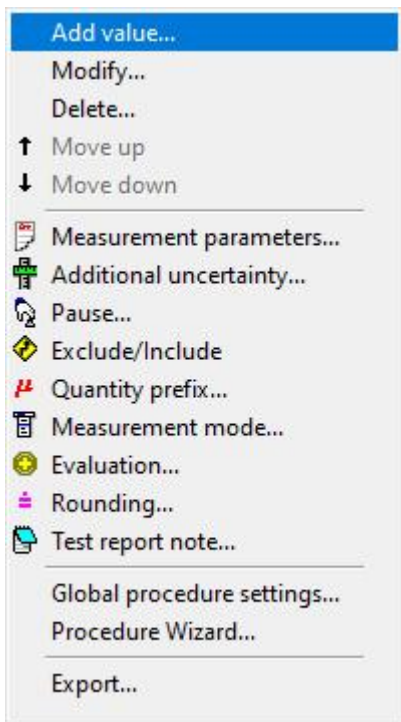 Add value...
Modify...
Delete...
Move up
Move down
Measurement parameters...
Additional uncertainty...
Pause...
Exclude/Include
Quantity prefix...
Measurement mode...
Evaluation...
Rounding...
Test report note...
Global procedure settings...
Procedure Wizard...
Export...